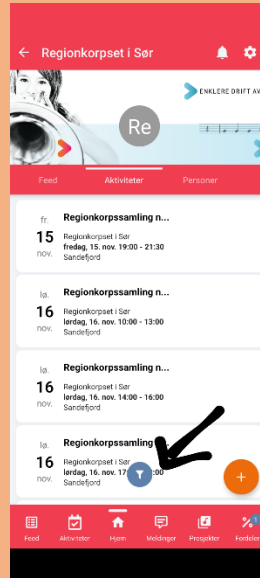 Regionkorpset i Sør
ENKLERE DRIFT AV
Re
Feed Aktiviteter Personer
fr.
15
nov.
Regionkorpssamling n...
Regionkorpset i Sør
fredag, 15. nov. 19:00 - 21:30
Sandefjord
lø.
16
nov.
Regionkorpssamling n...
Regionkorpset i Sør
lørdag, 16. nov. 10:00 - 13:00
Sandefjord
lø.
16
nov.
Regionkorpssamling n...
Regionkorpset i Sør
lørdag, 16. nov. 14:00 - 16:00
Sandefjord
lø.
16
nov.
Regionkorpssamling
Regionkorpset i Sør
lørdag, 16. nov. 17
Sandefjord
1
Feed Aktiviteter Hjem Meldinger Prosjekter Fordeler